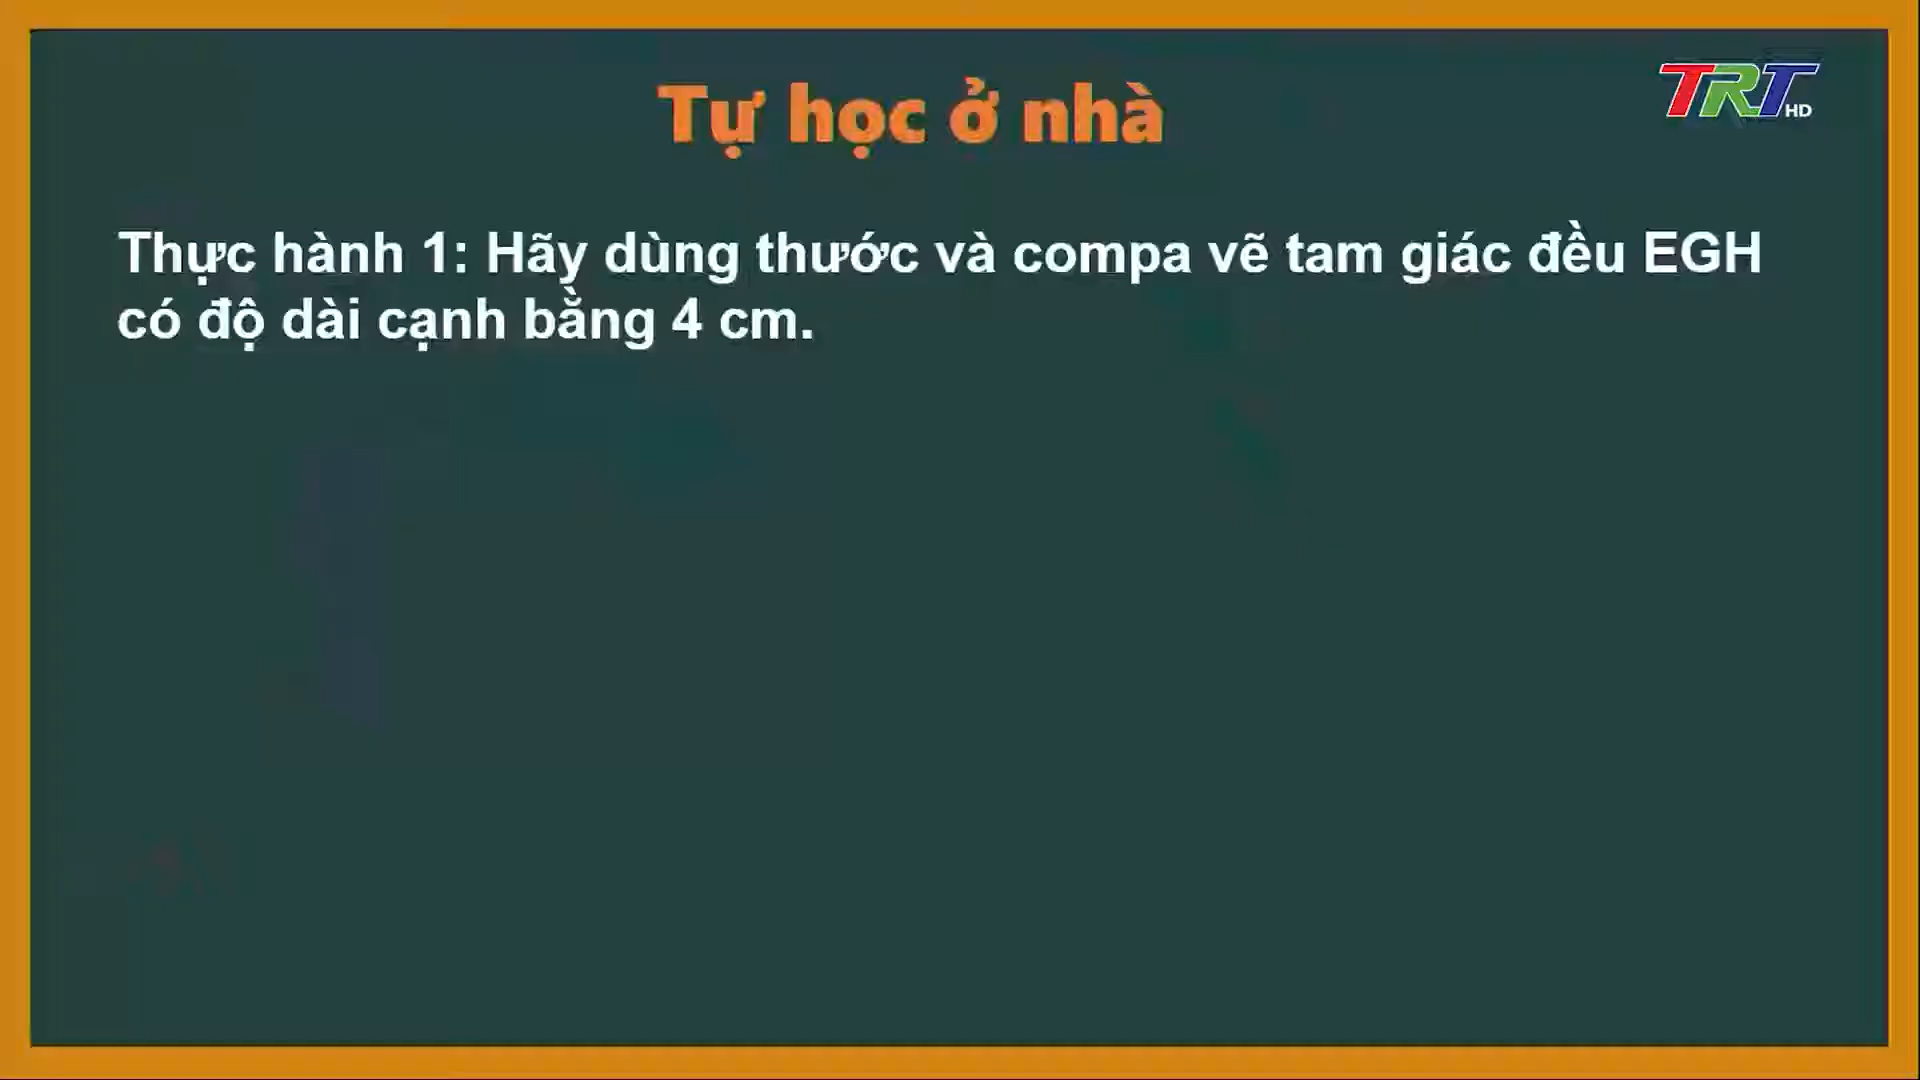 TRT HD
Tự học ở nhà
Thực hành 1: Hãy dùng thước và compa vẽ tam giác đều EGH
có độ dài cạnh bằng 4 cm.